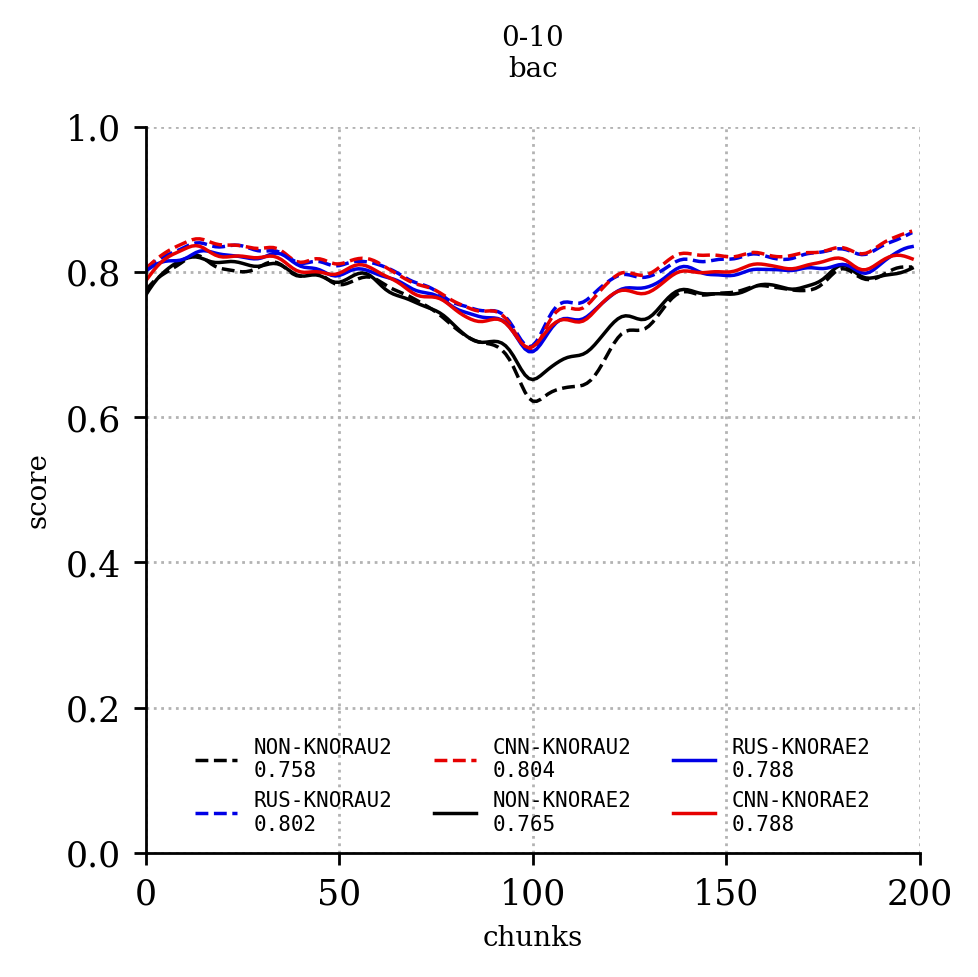 0-10
bac
1.0
0.8
0.6
0.4
0.2
0.0
score
NON-KNORAU2
0.758
RUS-KNORAU2
0.802
CNN-KNORAU2
0.804
NON-KNORAE2
0.765
RUS-KNORAE2
0.788
CNN-KNORAE2
0.788
0 50 100 150 200
chunks